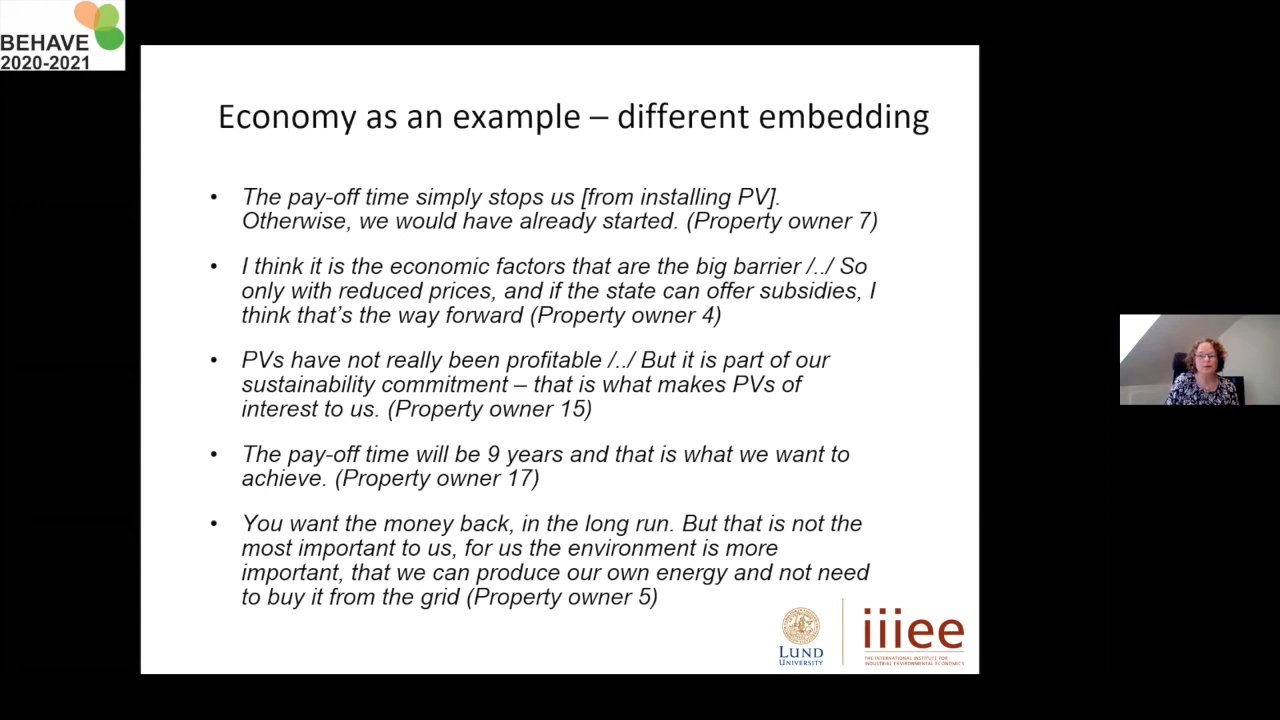 BEHAVE
2020-2021
Economy as an example – different embedding
• The pay-off time simply stops us [from installing PV].
Otherwise, we would have already started. (Property owner 7)
• I think it is the economic factors that are the big barrier /../ So
only with reduced prices, and if the state can offer subsidies, I
think that’s the way forward (Property owner 4)
• PVs have not really been profitable /../ But it is part of our
sustainability commitment – that is what makes PVs of
interest to us. (Property owner 15)
• The pay-off time will be 9 years and that is what we want to
achieve. (Property owner 17)
• You want the money back, in the long run. But that is not the
most important to us, for us the environment is more
important, that we can produce our own energy and not need
to buy it from the grid (Property owner 5)
LUND
UNIVERSITY
iiiee
THE INTERNATIONAL INSTITUTE FOR
INDUSTRIAL ENVIRONMENTAL ECONOMICS